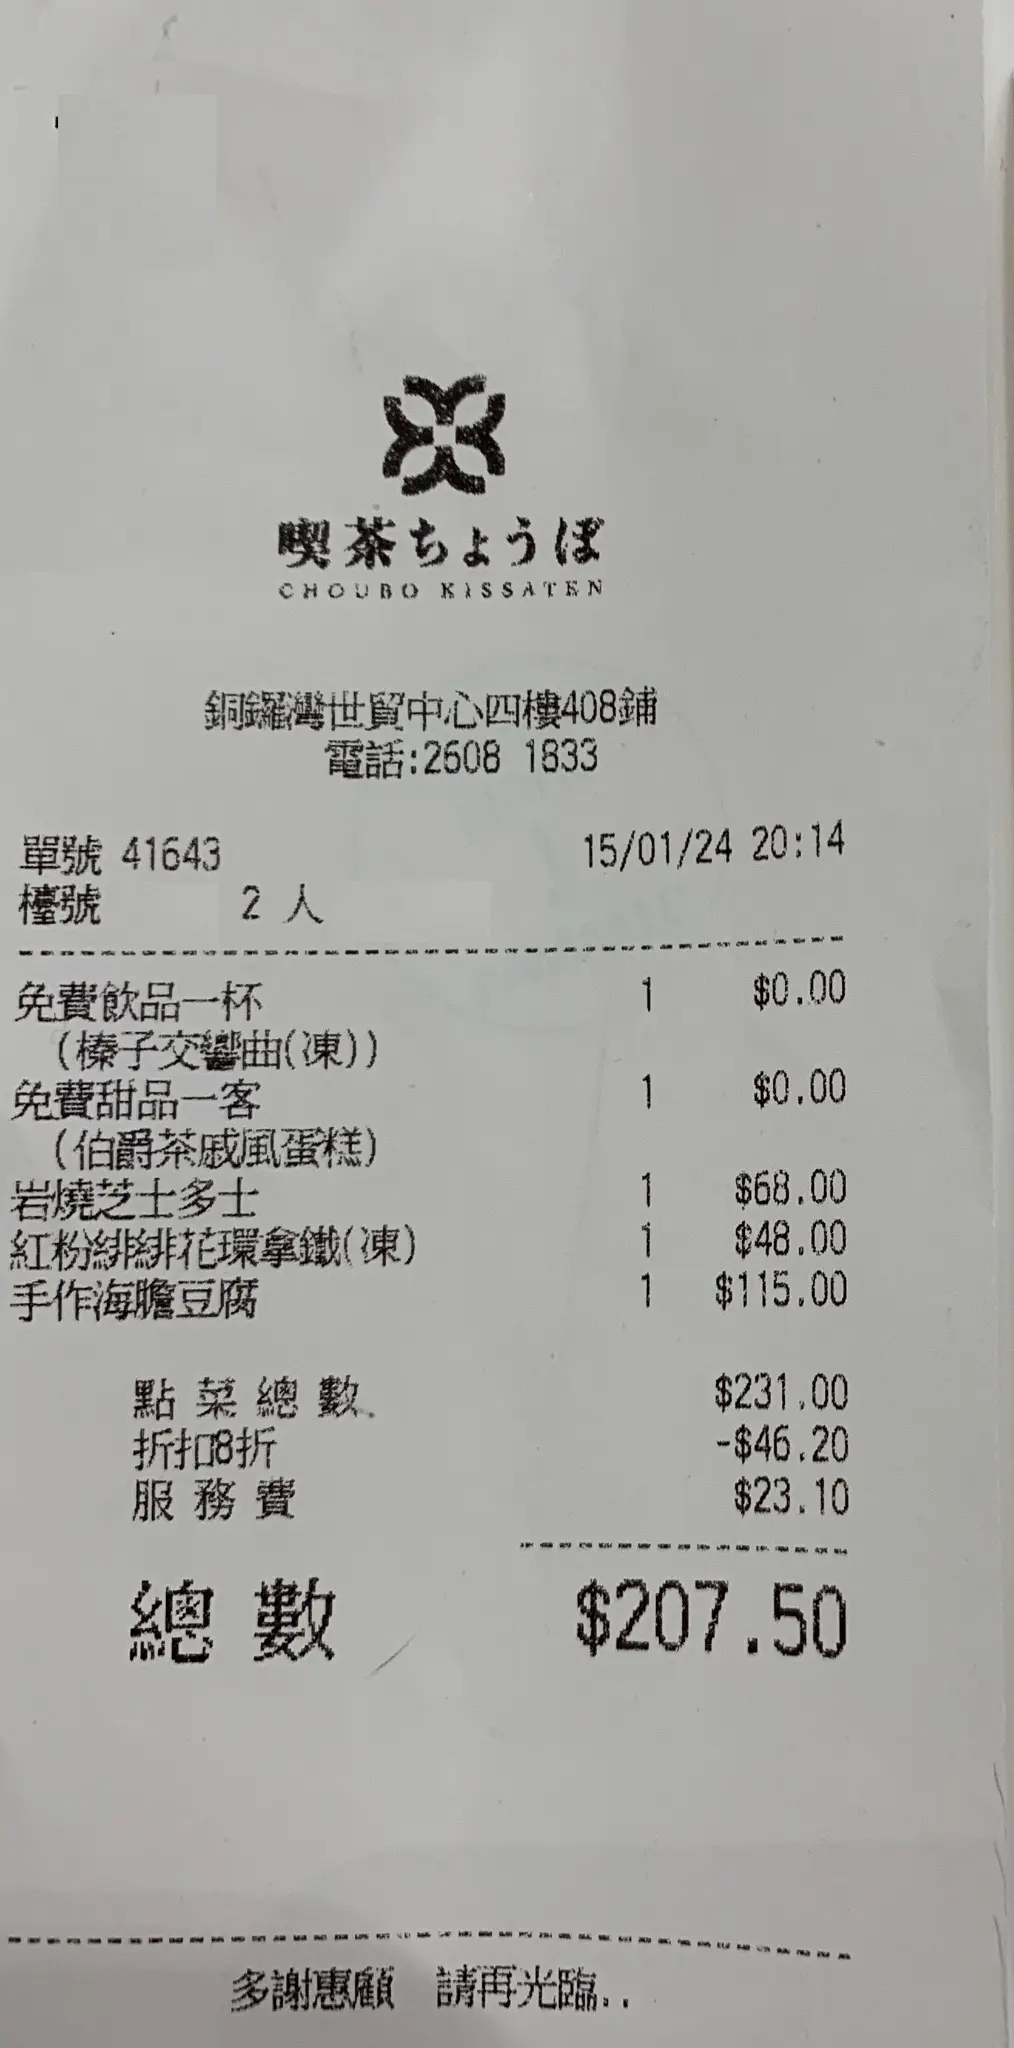 喫茶ちょうぼ
CHOUBO KISSATEN
銅鑼灣世貿中心四樓408鋪
電話:2608 1833
單號 41643 15/01/24 20:14
檯號 2 人
免費飲品一杯 1 $0.00
(榛子交響曲(凍))
免費甜品一客 1 $0.00
(伯爵茶戚風蛋糕)
岩燒芝士多士 1 $68.00
紅粉緋緋花環拿鐵(凍) 1 $48.00
手作海膽豆腐 1 $115.00
點菜總數 $231.00
折扣8折 -$46.20
服務費 $23.10
總數 $207.50
多謝惠顧 請再光臨..